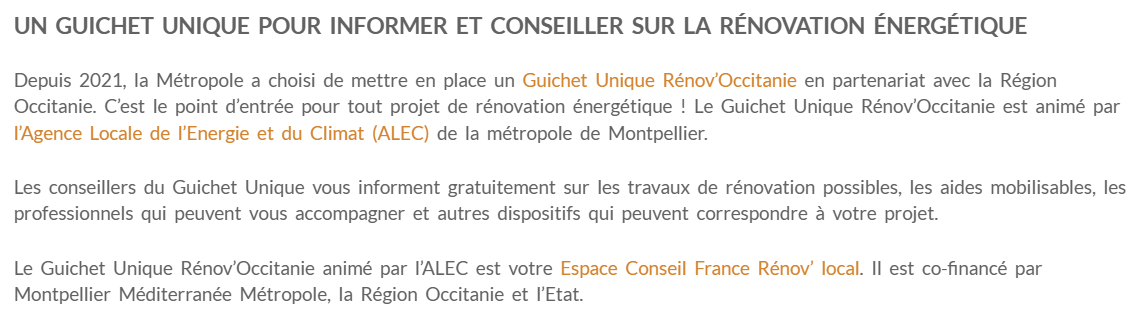 UN GUICHET UNIQUE POUR INFORMER ET CONSEILLER SUR LA RÉNOVATION ÉNERGÉTIQUE
Depuis 2021, la Métropole a choisi de mettre en place un Guichet Unique Rénov’Occitanie en partenariat avec la Région
Occitanie. C’est le point d’entrée pour tout projet de rénovation énergétique ! Le Guichet Unique Rénov’Occitanie est animé par
l’Agence Locale de l’Energie et du Climat (ALEC) de la métropole de Montpellier.
Les conseillers du Guichet Unique vous informent gratuitement sur les travaux de rénovation possibles, les aides mobilisables, les
professionnels qui peuvent vous accompagner et autres dispositifs qui peuvent correspondre à votre projet.
Le Guichet Unique Rénov’Occitanie animé par l’ALEC est votre Espace Conseil France Rénov’ local. Il est co-financé par
Montpellier Méditerranée Métropole, la Région Occitanie et l’Etat.